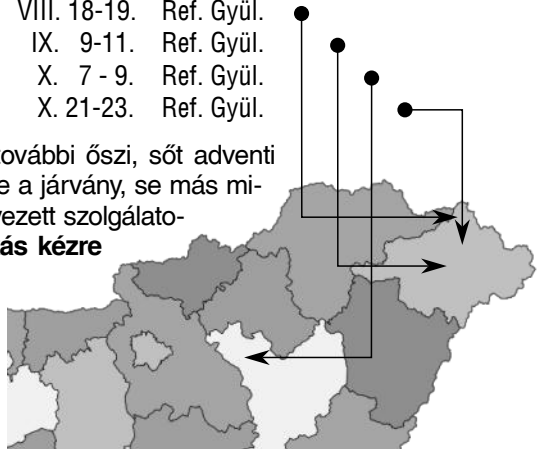 VIII. 18-19. Ref. Gyül.
IX. 9-11. Ref. Gyül.
X. 7 - 9. Ref. Gyül.
X. 21-23. Ref. Gyül.
további őszi, sőt adventi
e a járvány, se más mi-
vezett szolgálato-
ás kézre